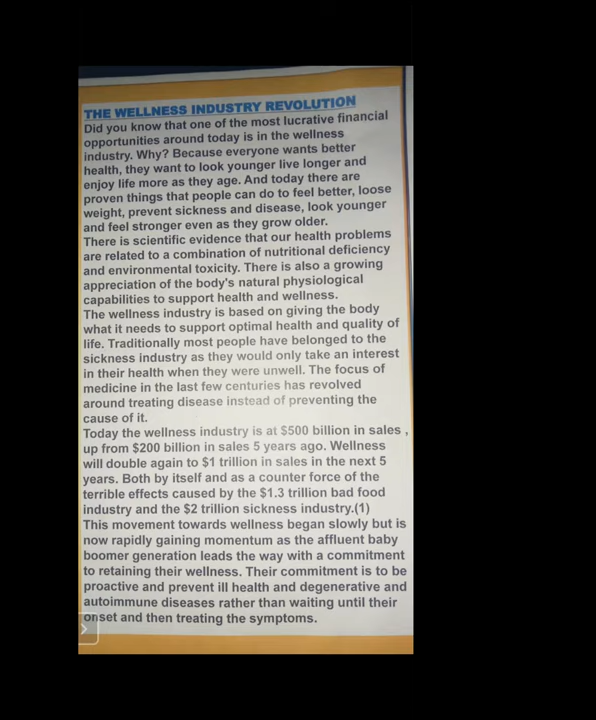 THE WELLNESS INDUSTRY REVOLUTION
Did you know that one of the most lucrative financial
opportunities around today is in the wellness
industry. Why? Because everyone wants better
health, they want to look younger live longer and
enjoy life more as they age. And today there are
proven things that people can do to feel better, loose
weight, prevent sickness and disease, look younger
and feel stronger even as they grow older.
There is scientific evidence that our health problems
are related to a combination of nutritional deficiency
and environmental toxicity. There is also a growing
appreciation of the body's natural physiological
capabilities to support health and wellness.
The wellness industry is based on giving the body
what it needs to support optimal health and quality of
life. Traditionally most people have belonged to the
sickness industry as they would only take an interest
in their health when they were unwell. The focus of
medicine in the last few centuries has revolved
around treating disease instead of preventing the
cause of it.
Today the wellness industry is at $500 billion in sales ,
up from $200 billion in sales 5 years ago. Wellness
will double again to $1 trillion in sales in the next 5
years. Both by itself and as a counter force of the
terrible effects caused by the $1.3 trillion bad food
industry and the $2 trillion sickness industry.(1)
This movement towards wellness began slowly but is
now rapidly gaining momentum as the affluent baby
boomer generation leads the way with a commitment
to retaining their wellness. Their commitment is to be
proactive and prevent ill health and degenerative and
autoimmune diseases rather than waiting until their
onset and then treating the symptoms.